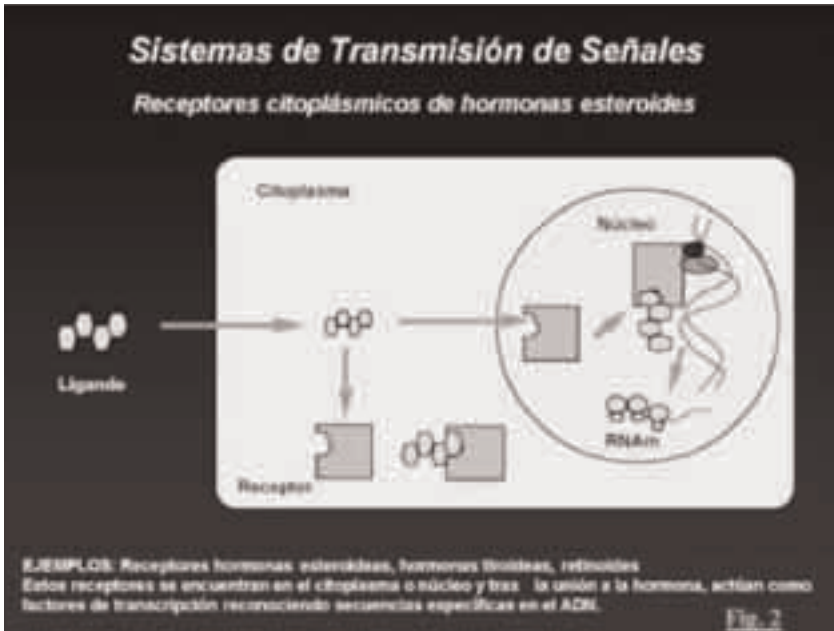 Sistemas de Transmisión de Señales
Receptores citoplásmicos de hormonas esteroides
Citoplasma
Núcleo
Ligando
RNAm
Receptor
EJEMPLOS: Receptores hormonas esteroideas, hormonas tiroideas, retinoides
Estos receptores se encuentran en el citoplasma o núcleo y tras la unión a la hormona, actúan como
factores de transcripción reconociendo secuencias específicas en el ADN.
Fig. 2